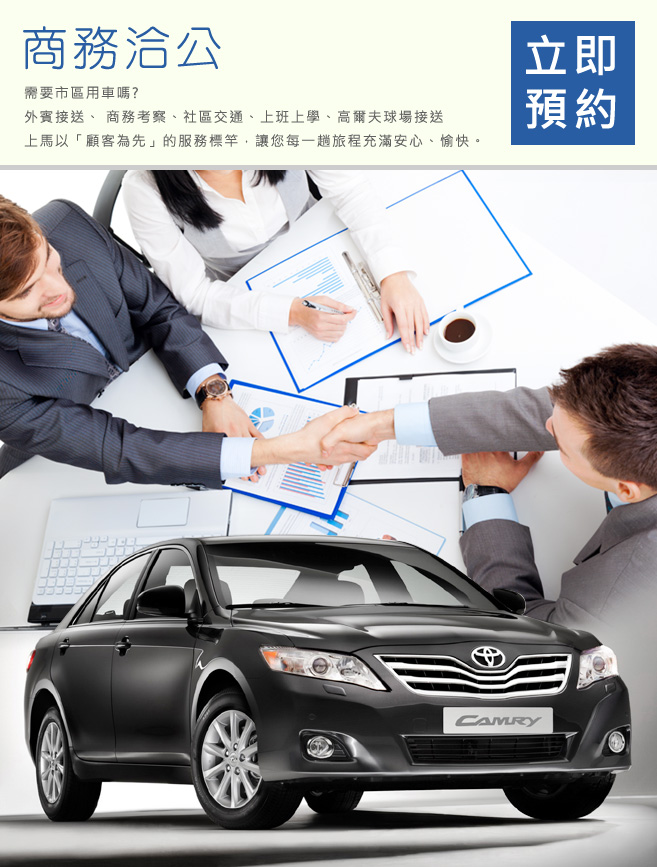 商務洽公
立即
預約
需要市區用車嗎?
外賓接送、 商務考察、社區交通、上班上學、高爾夫球場接送
上馬以「顧客為先」的服務標竿，讓您每一趟旅程充滿安心、愉快。
CAMRY